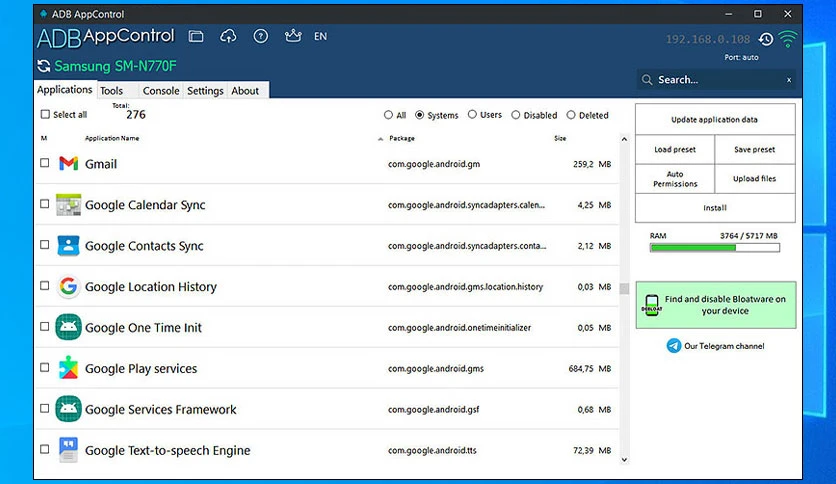 ADB AppControl
ADB AppControl
EN
192.168.0.108
Port: auto
Samsung SM-N770F
Search...
x
Applications
Tools
Console
Settings
About
Select all
Total:
276
All
Systems
Users
Disabled
Deleted
M
Application Name
Package
Size
Gmail
com.google.android.gm
259,2 MB
Google Calendar Sync
com.google.android.syncadapters.calen...
4,25 MB
Google Contacts Sync
com.google.android.syncadapters.conta...
2,12 MB
Google Location History
com.google.android.gms.location.history
0,03 MB
Google One Time Init
com.google.android.onetimeinitializer
0,05 MB
Google Play services
com.google.android.gms
684,75 MB
Google Services Framework
com.google.android.gsf
0,68 MB
Google Text-to-speech Engine
com.google.android.tts
72,39 MB
Update application data
Load preset
Save preset
Auto
Permissions
Upload files
Install
RAM
3764 / 5717 MB
DEBLOAT
Find and disable Bloatware on
your device
Our Telegram channel